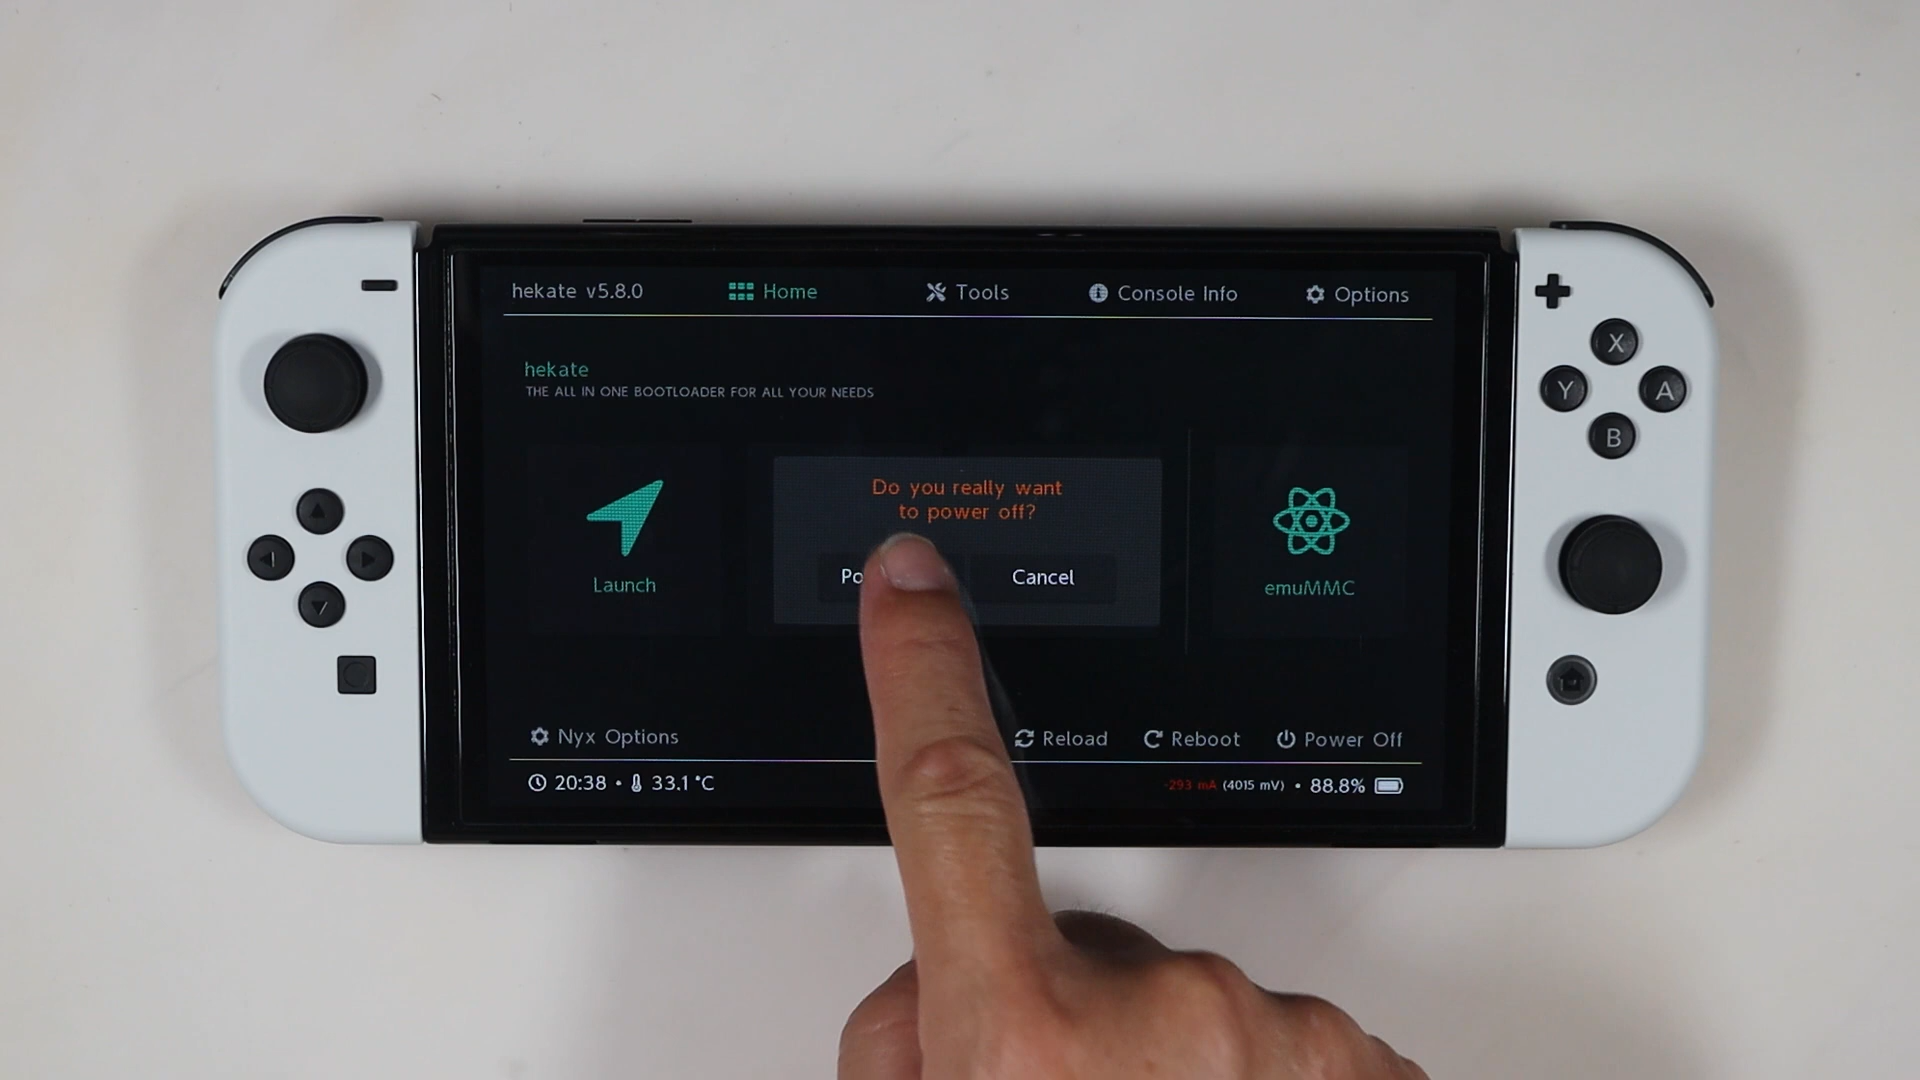 hekate v5.8.0
Home
Tools
Console Info
Options
hekate
THE ALL IN ONE BOOTLOADER FOR ALL YOUR NEEDS
Do you really want
to power off?
Cancel
Launch
emuMMC
Nyx Options
Reload
Reboot
Power Off
20:38 • 33.1°C
-293 mA (4015 mV) • 88.8%
X
Y
A
B